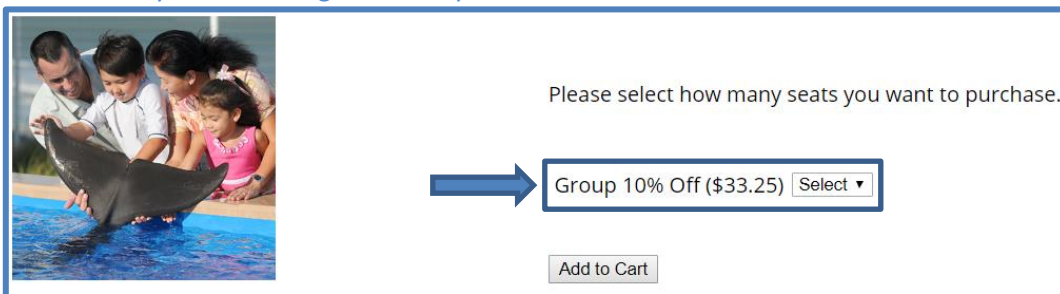 Please select how many seats you want to purchase.
Group 10% Off ($33.25) Select ▾
Add to Cart